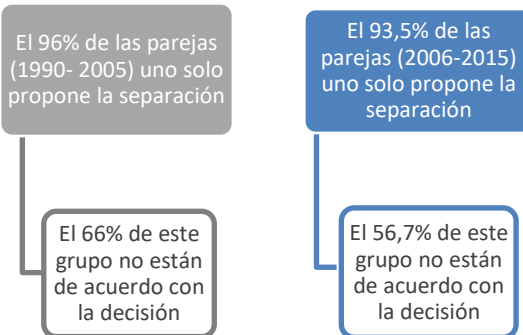 El 96% de las parejas
(1990- 2005) uno solo
propone la separación
El 66% de este
grupo no están
de acuerdo con
la decisión
El 93,5% de las
parejas (2006-2015)
uno solo propone la
separación
El 56,7% de este
grupo no están
de acuerdo con
la decisión